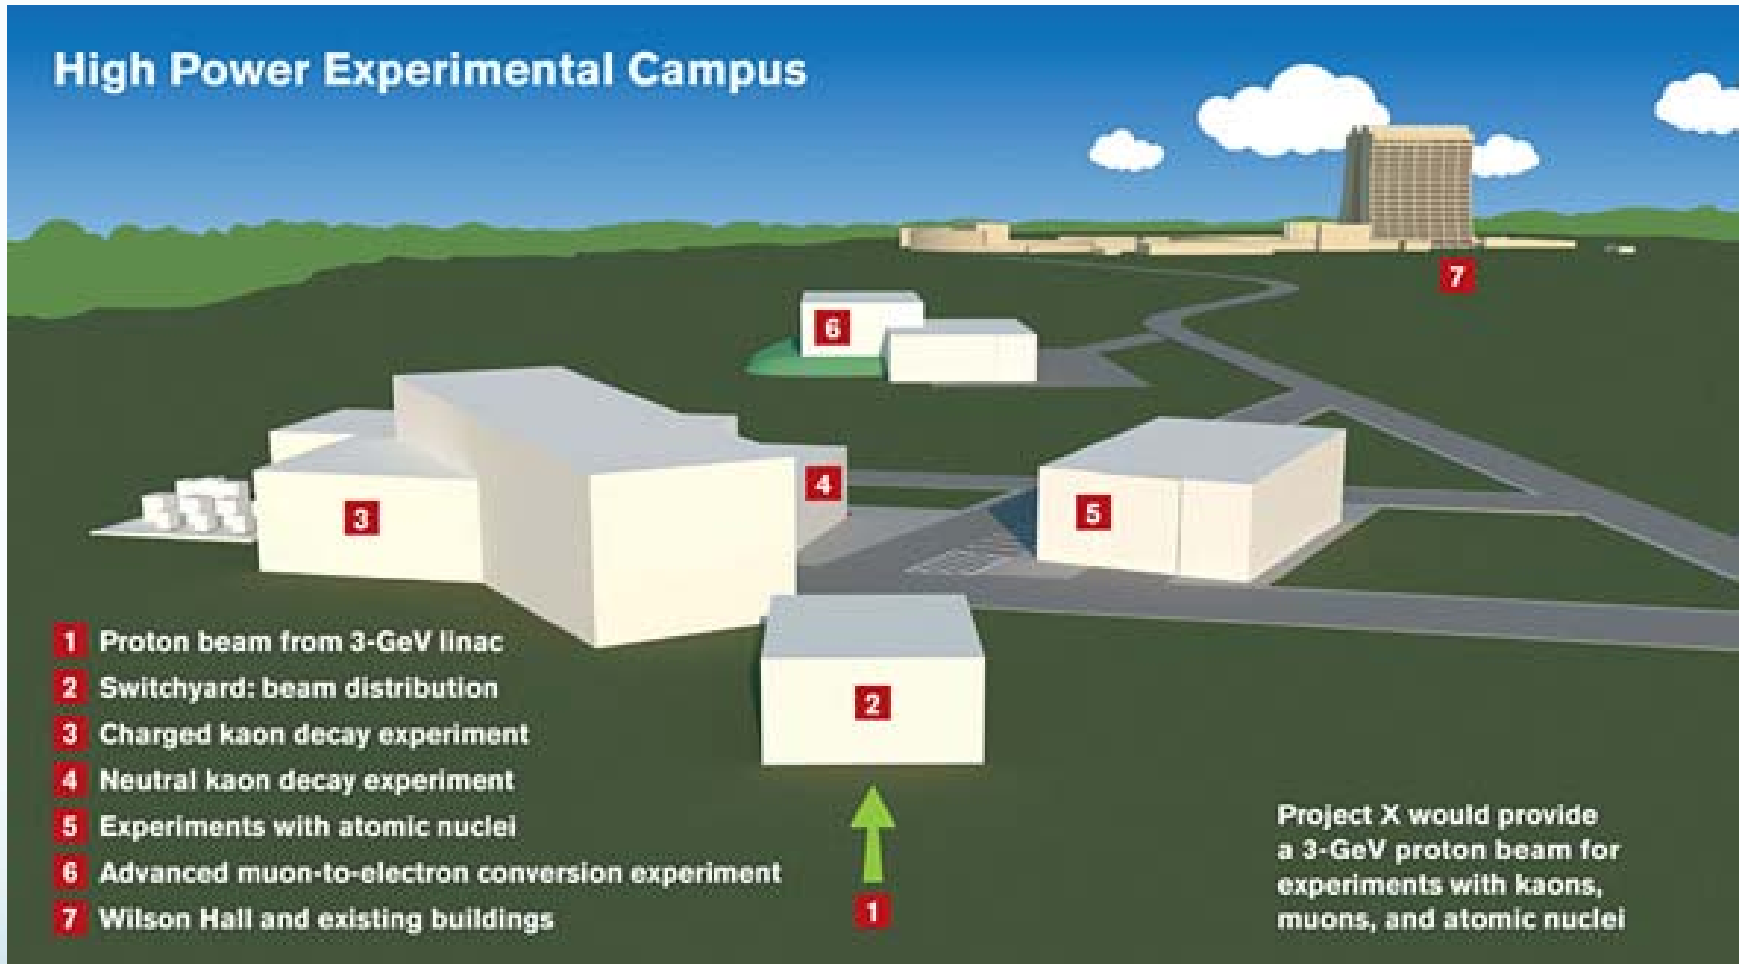 High Power Experimental Campus
7
6
4
3
5
1 Proton beam from 3-GeV linac
2 Switchyard: beam distribution
3 Charged kaon decay experiment
4 Neutral kaon decay experiment
5 Experiments with atomic nuclei
6 Advanced muon-to-electron conversion experiment
7 Wilson Hall and existing buildings
2
1
Project X would provide
a 3-GeV proton beam for
experiments with kaons,
muons, and atomic nuclei